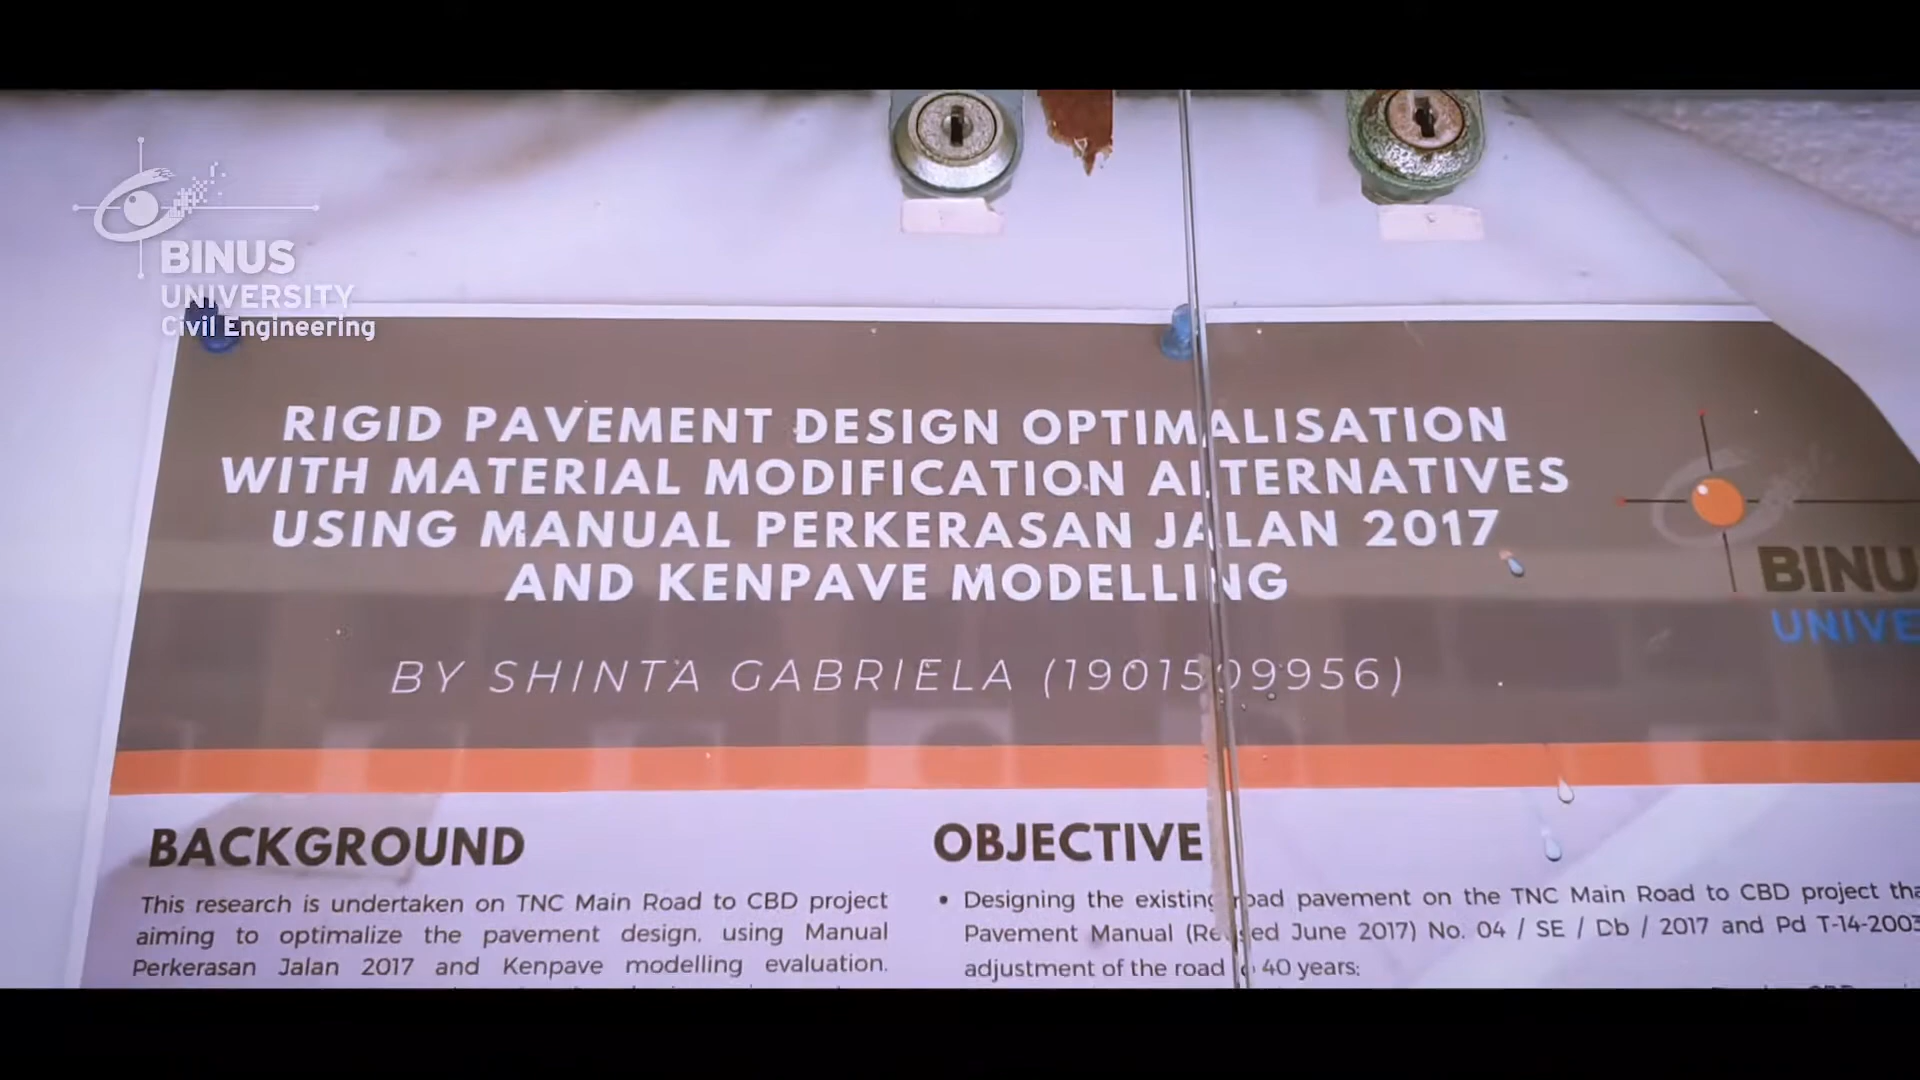 BINUS
UNIVERSITY
Civil Engineering
RIGID PAVEMENT DESIGN OPTIMALISATION
WITH MATERIAL MODIFICATION ALTERNATIVES
USING MANUAL PERKERASAN JALAN 2017
AND KENPAVE MODELLING
BY SHINTA GABRIELA (1901509956)
BINU
UNIVE
BACKGROUND
This research is undertaken on TNC Main Road to CBD project
aiming to optimalize the pavement design, using Manual
Perkerasan Jalan 2017 and Kenpave modelling evaluation.
OBJECTIVE
• Designing the existing road pavement on the TNC Main Road to CBD project tha
Pavement Manual (Revised June 2017) No. 04 / SE / Db / 2017 and Pd T-14-2003
adjustment of the road to 40 years;